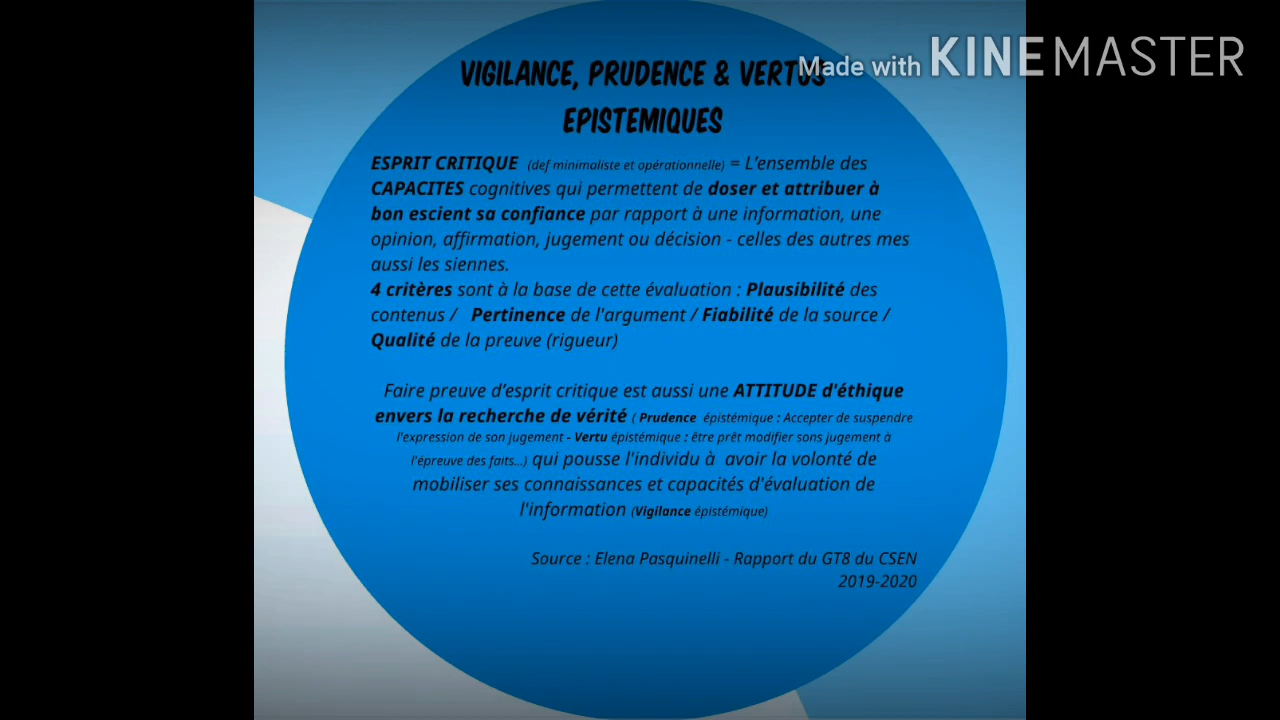 Made with KINEMASTER
VIGILANCE, PRUDENCE & VERTUS
EPISTEMIQUES
ESPRIT CRITIQUE (def minimaliste et opérationnelle) = L'ensemble des
CAPACITES cognitives qui permettent de doser et attribuer à
bon escient sa confiance par rapport à une information, une
opinion, affirmation, jugement ou décision - celles des autres mes
aussi les siennes.
4 critères sont à la base de cette évaluation : Plausibilité des
contenus / Pertinence de l'argument / Fiabilité de la source /
Qualité de la preuve (rigueur)
Faire preuve d'esprit critique est aussi une ATTITUDE d'éthique
envers la recherche de vérité ( Prudence épistémique : Accepter de suspendre
l'expression de son jugement - Vertu épistémique : être prêt modifier sons jugement à
l'épreuve des faits...) qui pousse l'individu à avoir la volonté de
mobiliser ses connaissances et capacités d'évaluation de
l'information (Vigilance épistémique)
Source : Elena Pasquinelli - Rapport du GT8 du CSEN
2019-2020